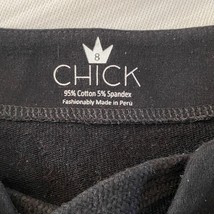 8
CHICK
95% Cotton 5% Spandex
Fashionably Made in Peru